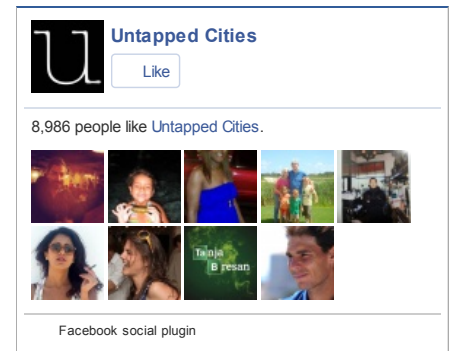 u
Untapped Cities
Like
8,986 people like Untapped Cities.
Tanja
Bresan
Facebook social plugin